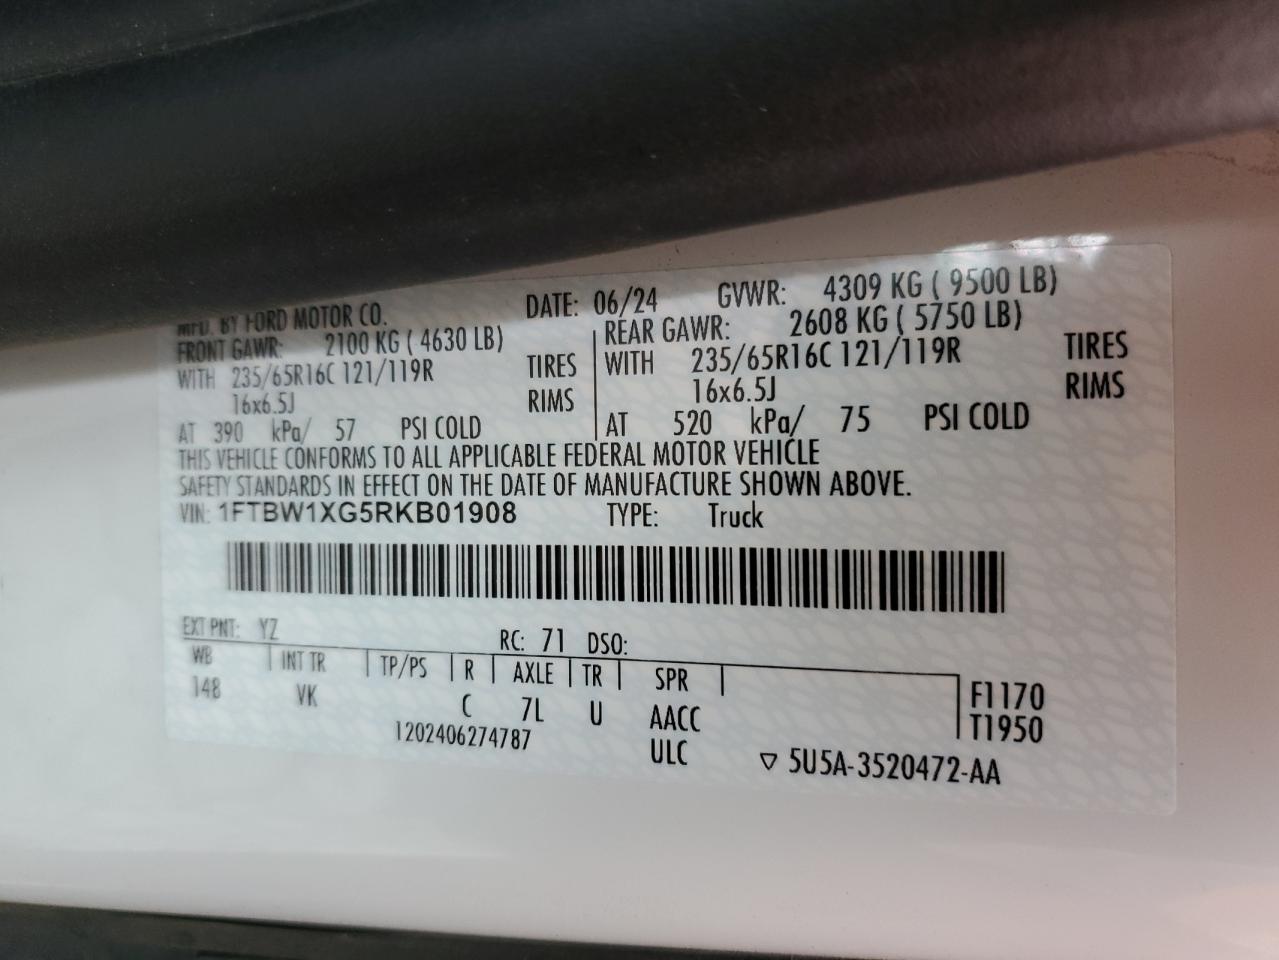 MFD. BY FORD MOTOR CO. DATE: 06/24 GVWR: 4309 KG ( 9500 LB)
FRONT GAWR: 2100 KG ( 4630 LB) REAR GAWR: 2608 KG ( 5750 LB)
WITH 235/65R16C 121/119R TIRES WITH 235/65R16C 121/119R TIRES
16x6.5J RIMS 16x6.5J RIMS
AT 390 kPa/ 57 PSI COLD AT 520 kPa/ 75 PSI COLD
THIS VEHICLE CONFORMS TO ALL APPLICABLE FEDERAL MOTOR VEHICLE
SAFETY STANDARDS IN EFFECT ON THE DATE OF MANUFACTURE SHOWN ABOVE.
VIN: 1FTBW1XG5RKB01908 TYPE: Truck
EXT PNT: YZ RC: 71 DSO:
WB INT TR TP/PS R AXLE TR SPR F1170
148 VK C 7L U AACC T1950
1202406274787 ULC ▽ 5U5A-3520472-AA